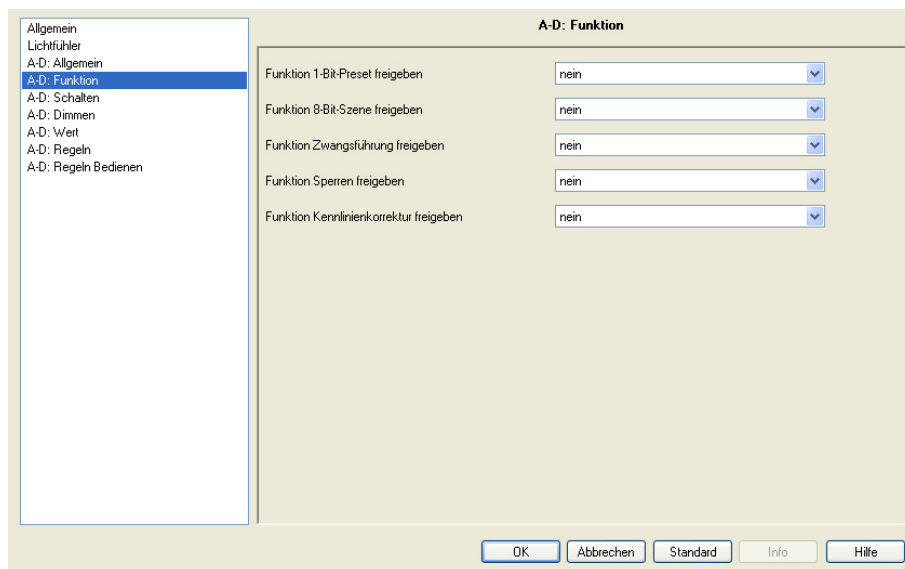 Allgemein
Lichtfühler
A-D: Allgemein
A-D: Funktion
A-D: Schalten
A-D: Dimmen
A-D: Wert
A-D: Regeln
A-D: Regeln Bedienen
A-D: Funktion
Funktion 1-Bit-Preset freigeben nein
Funktion 8-Bit-Szene freigeben nein
Funktion Zwangsführung freigeben nein
Funktion Sperren freigeben nein
Funktion Kennlinienkorrektur freigeben nein
OK Abbrechen Standard Info Hilfe